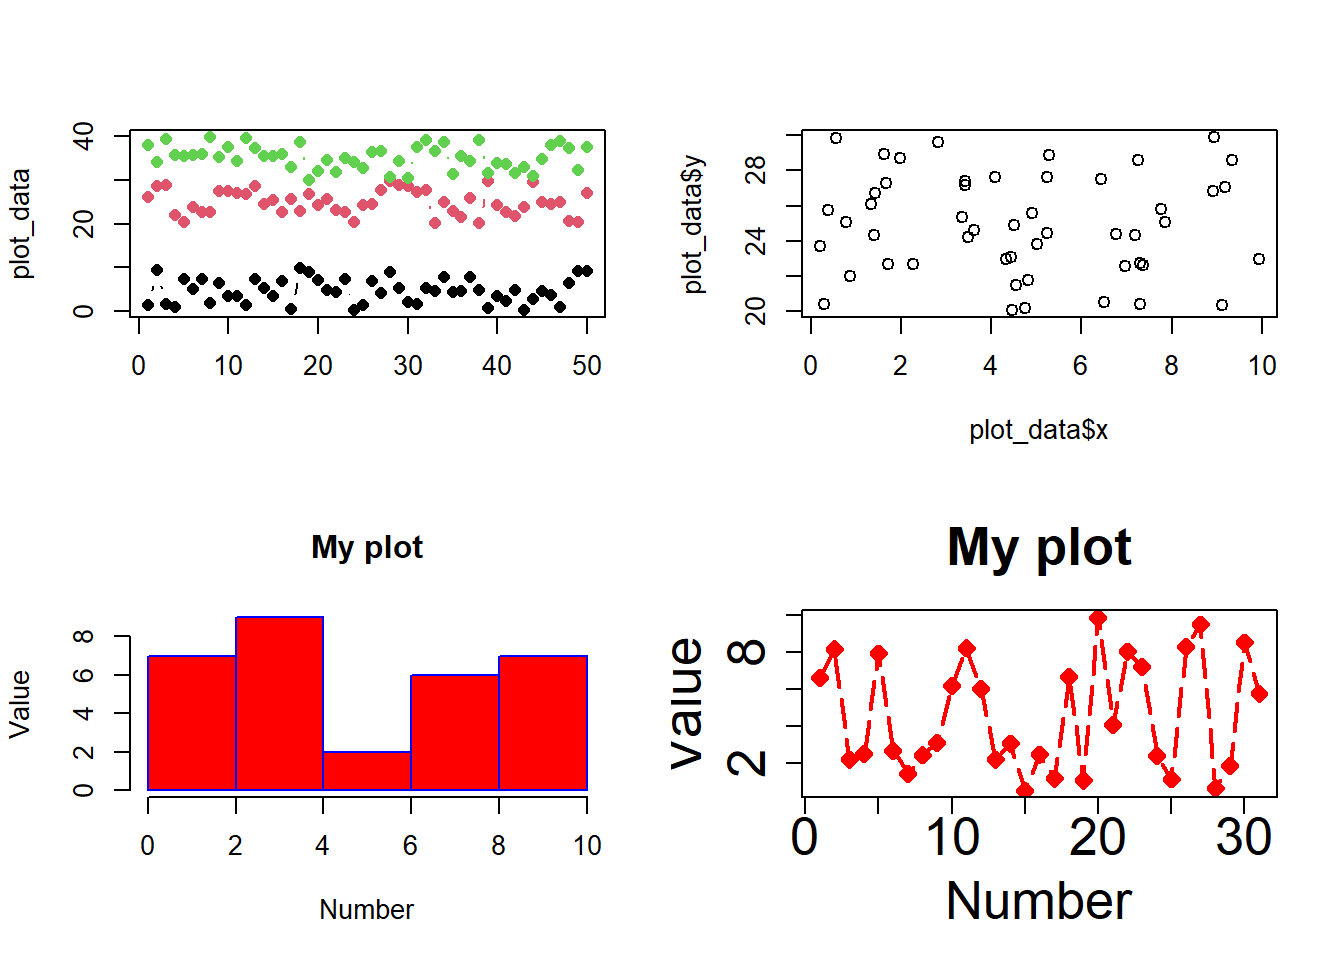 plot_data
40
20
0
0 10 20 30 40 50
plot_data$y
28
24
20
0 2 4 6 8 10
plot_data$x
My plot
Value
8
6
4
2
0
0 2 4 6 8 10
Number
My plot
value
8
2
0 10 20 30
Number